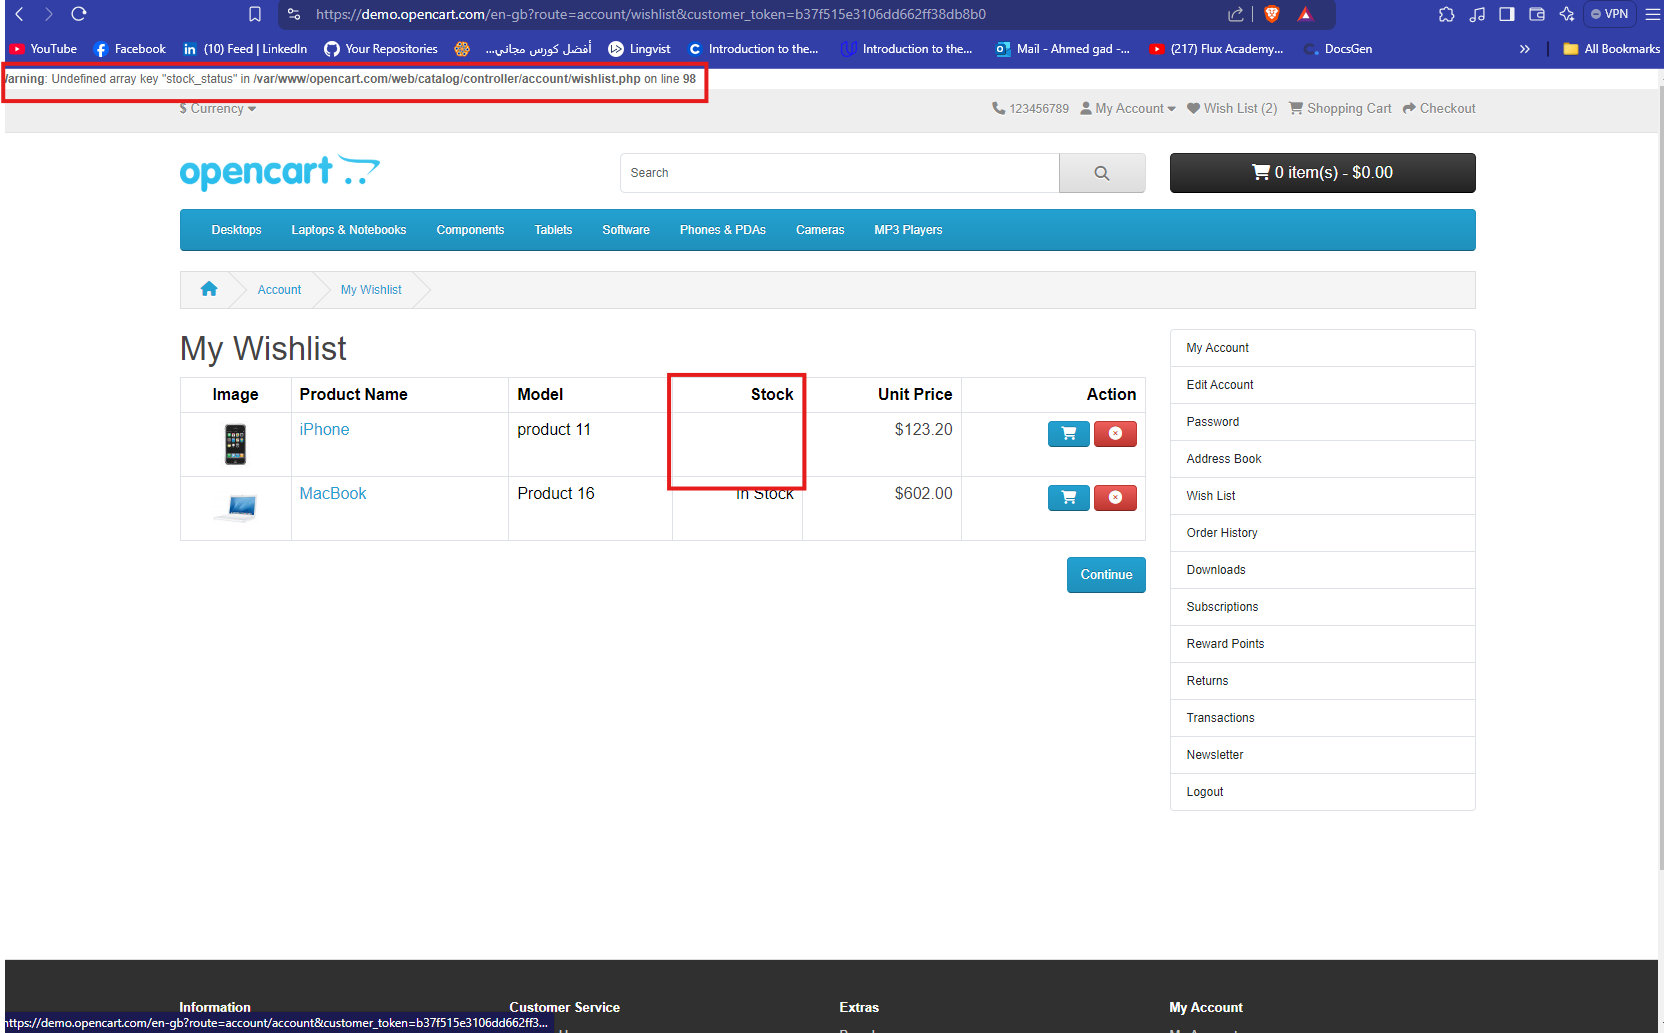 https://demo.opencart.com/en-gb?route=account/wishlist&customer_token=b37f515e3106dd662ff38db8b0
VPN
YouTube
Facebook
(10) Feed | LinkedIn
Your Repositories
أفضل كورس مجاني...
Lingvist
Introduction to the...
Introduction to the...
Mail - Ahmed gad -...
(217) Flux Academy...
DocsGen
All Bookmarks
arning: Undefined array key "stock_status" in /var/www/opencart.com/web/catalog/controller/account/wishlist.php on line 98
$ Currency
123456789
My Account
Wish List (2)
Shopping Cart
Checkout
opencart
Search
0 item(s) - $0.00
Desktops
Laptops & Notebooks
Components
Tablets
Software
Phones & PDAs
Cameras
MP3 Players
Account
My Wishlist
My Wishlist
Image Product Name Model Stock Unit Price Action
iPhone product 11 $123.20
MacBook Product 16 In Stock $602.00
Continue
My Account
Edit Account
Password
Address Book
Wish List
Order History
Downloads
Subscriptions
Reward Points
Returns
Transactions
Newsletter
Logout
Information
Customer Service
Extras
My Account
https://demo.opencart.com/en-gb?route=account/account&customer_token=b37f515e3106dd662ff3...